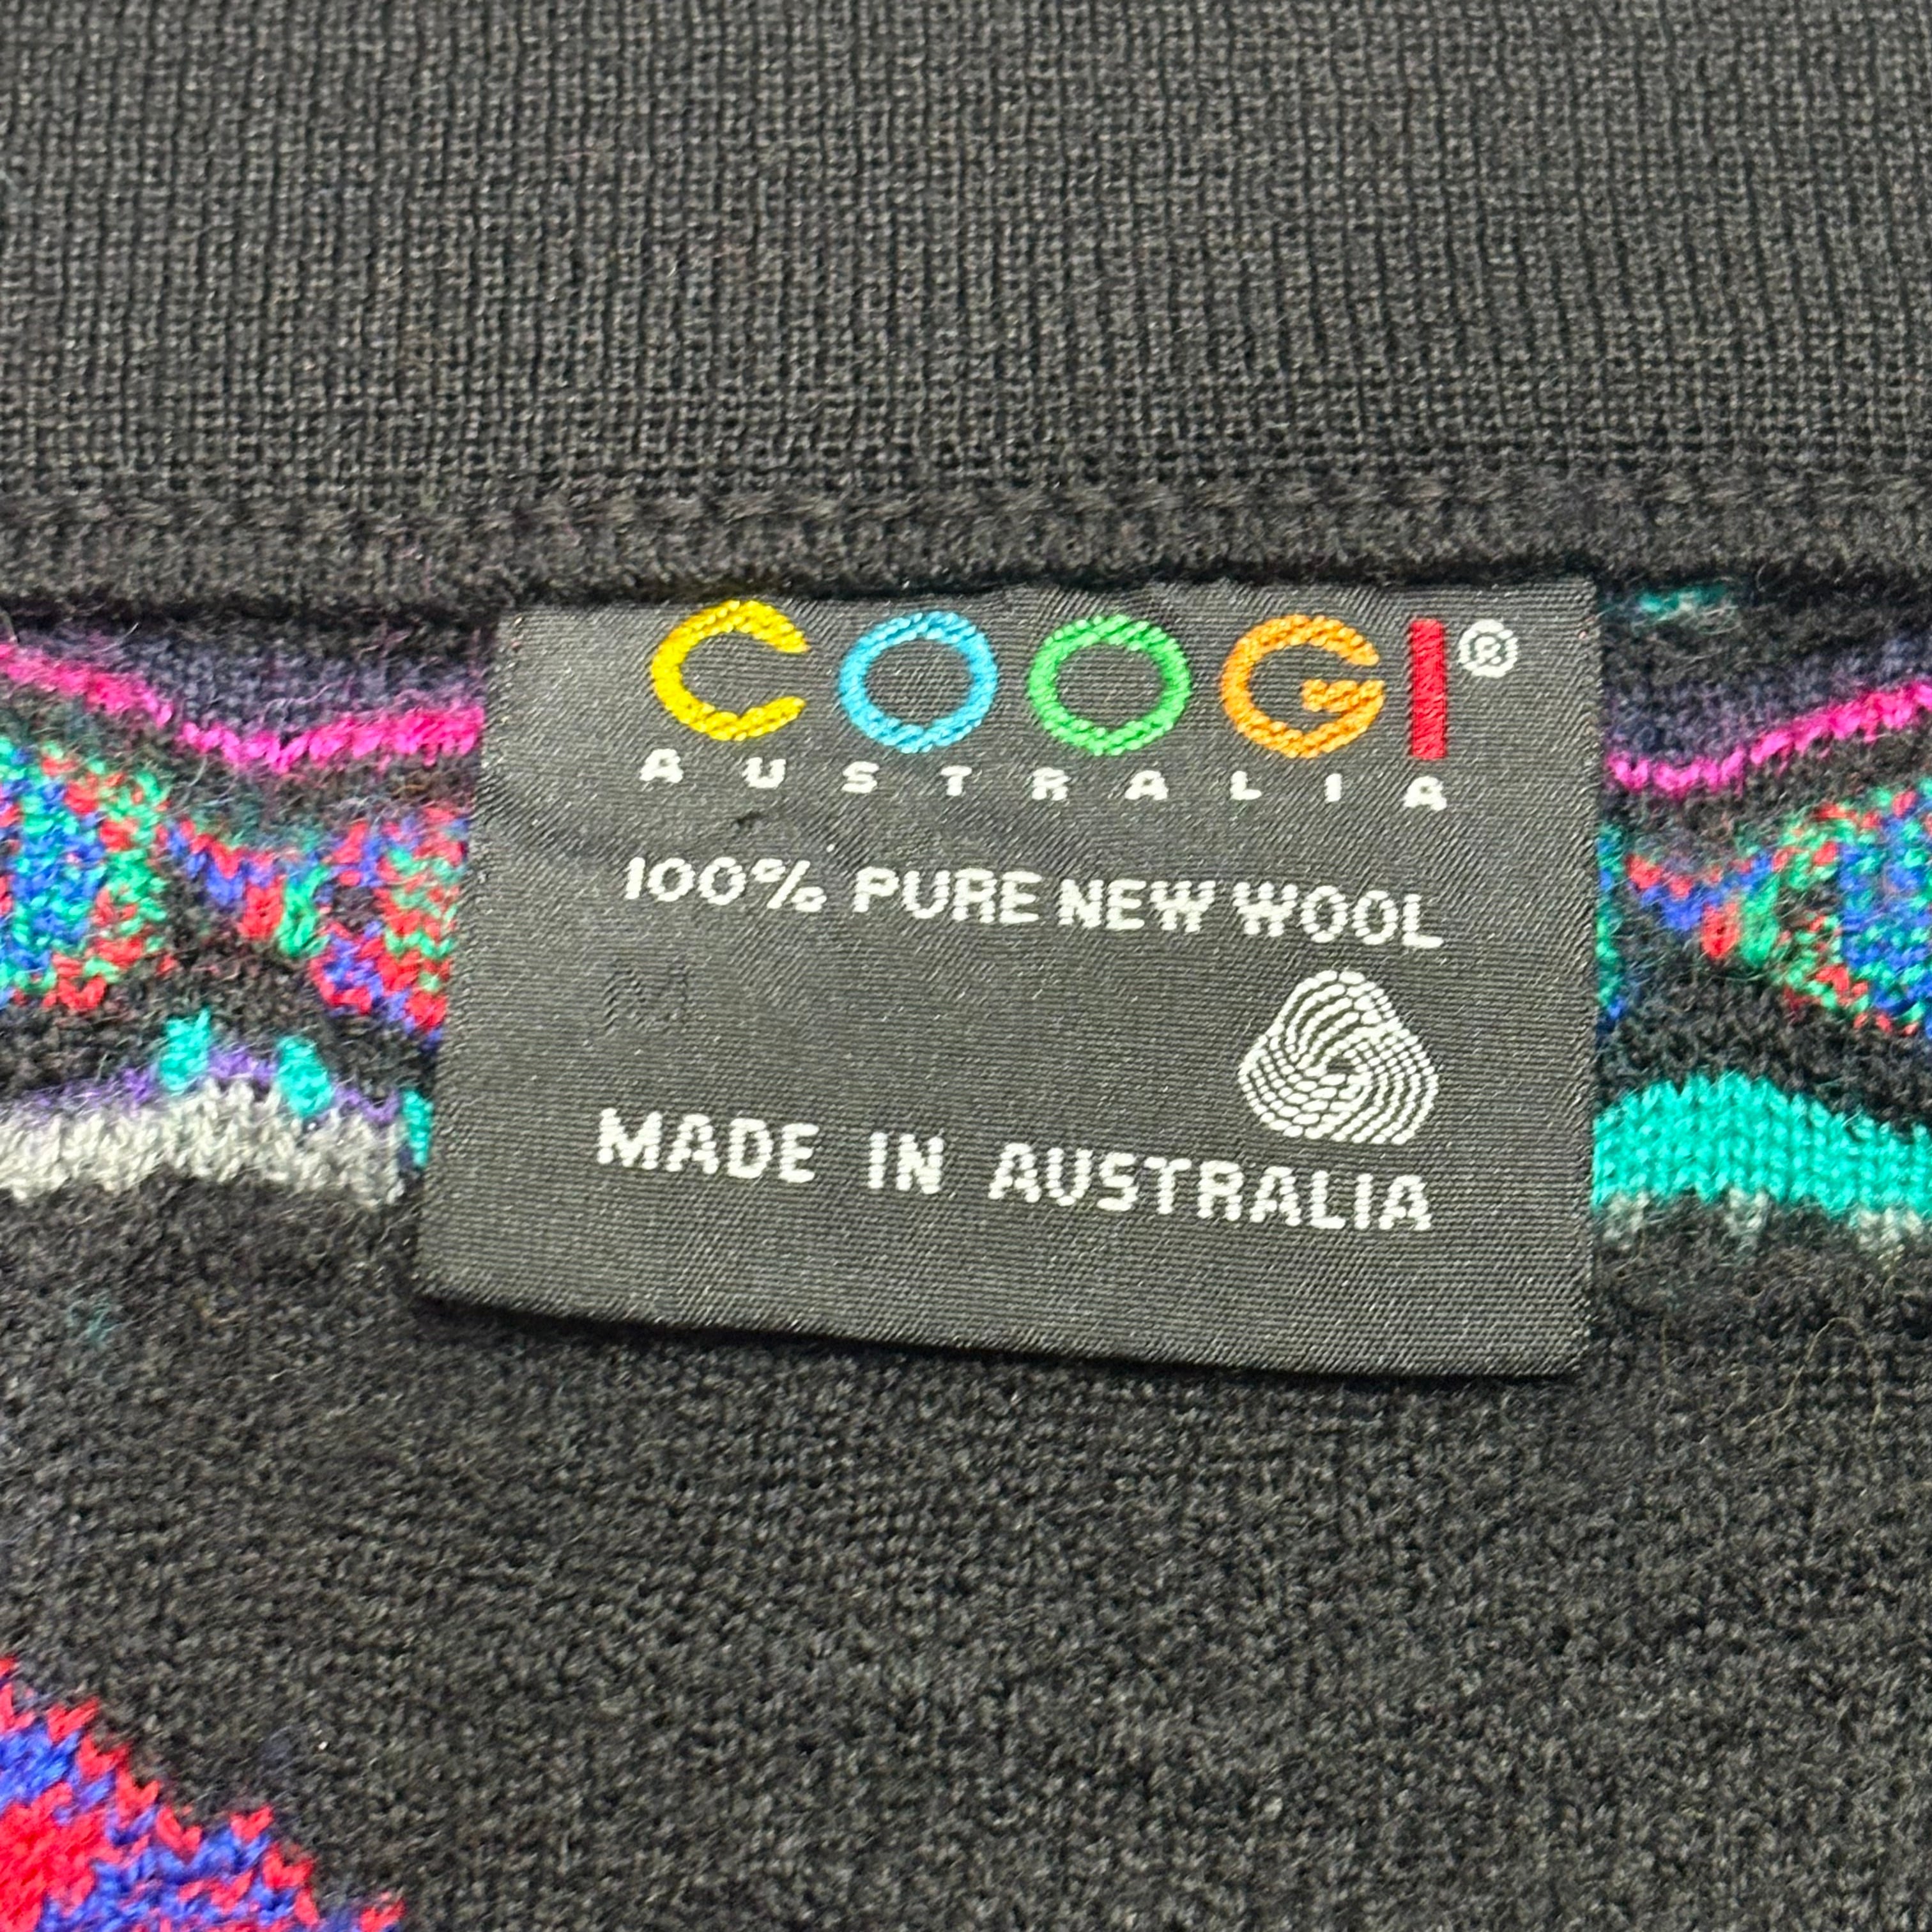 COOGI®
AUSTRALIA
100% PURE NEW WOOL
M
MADE IN AUSTRALIA